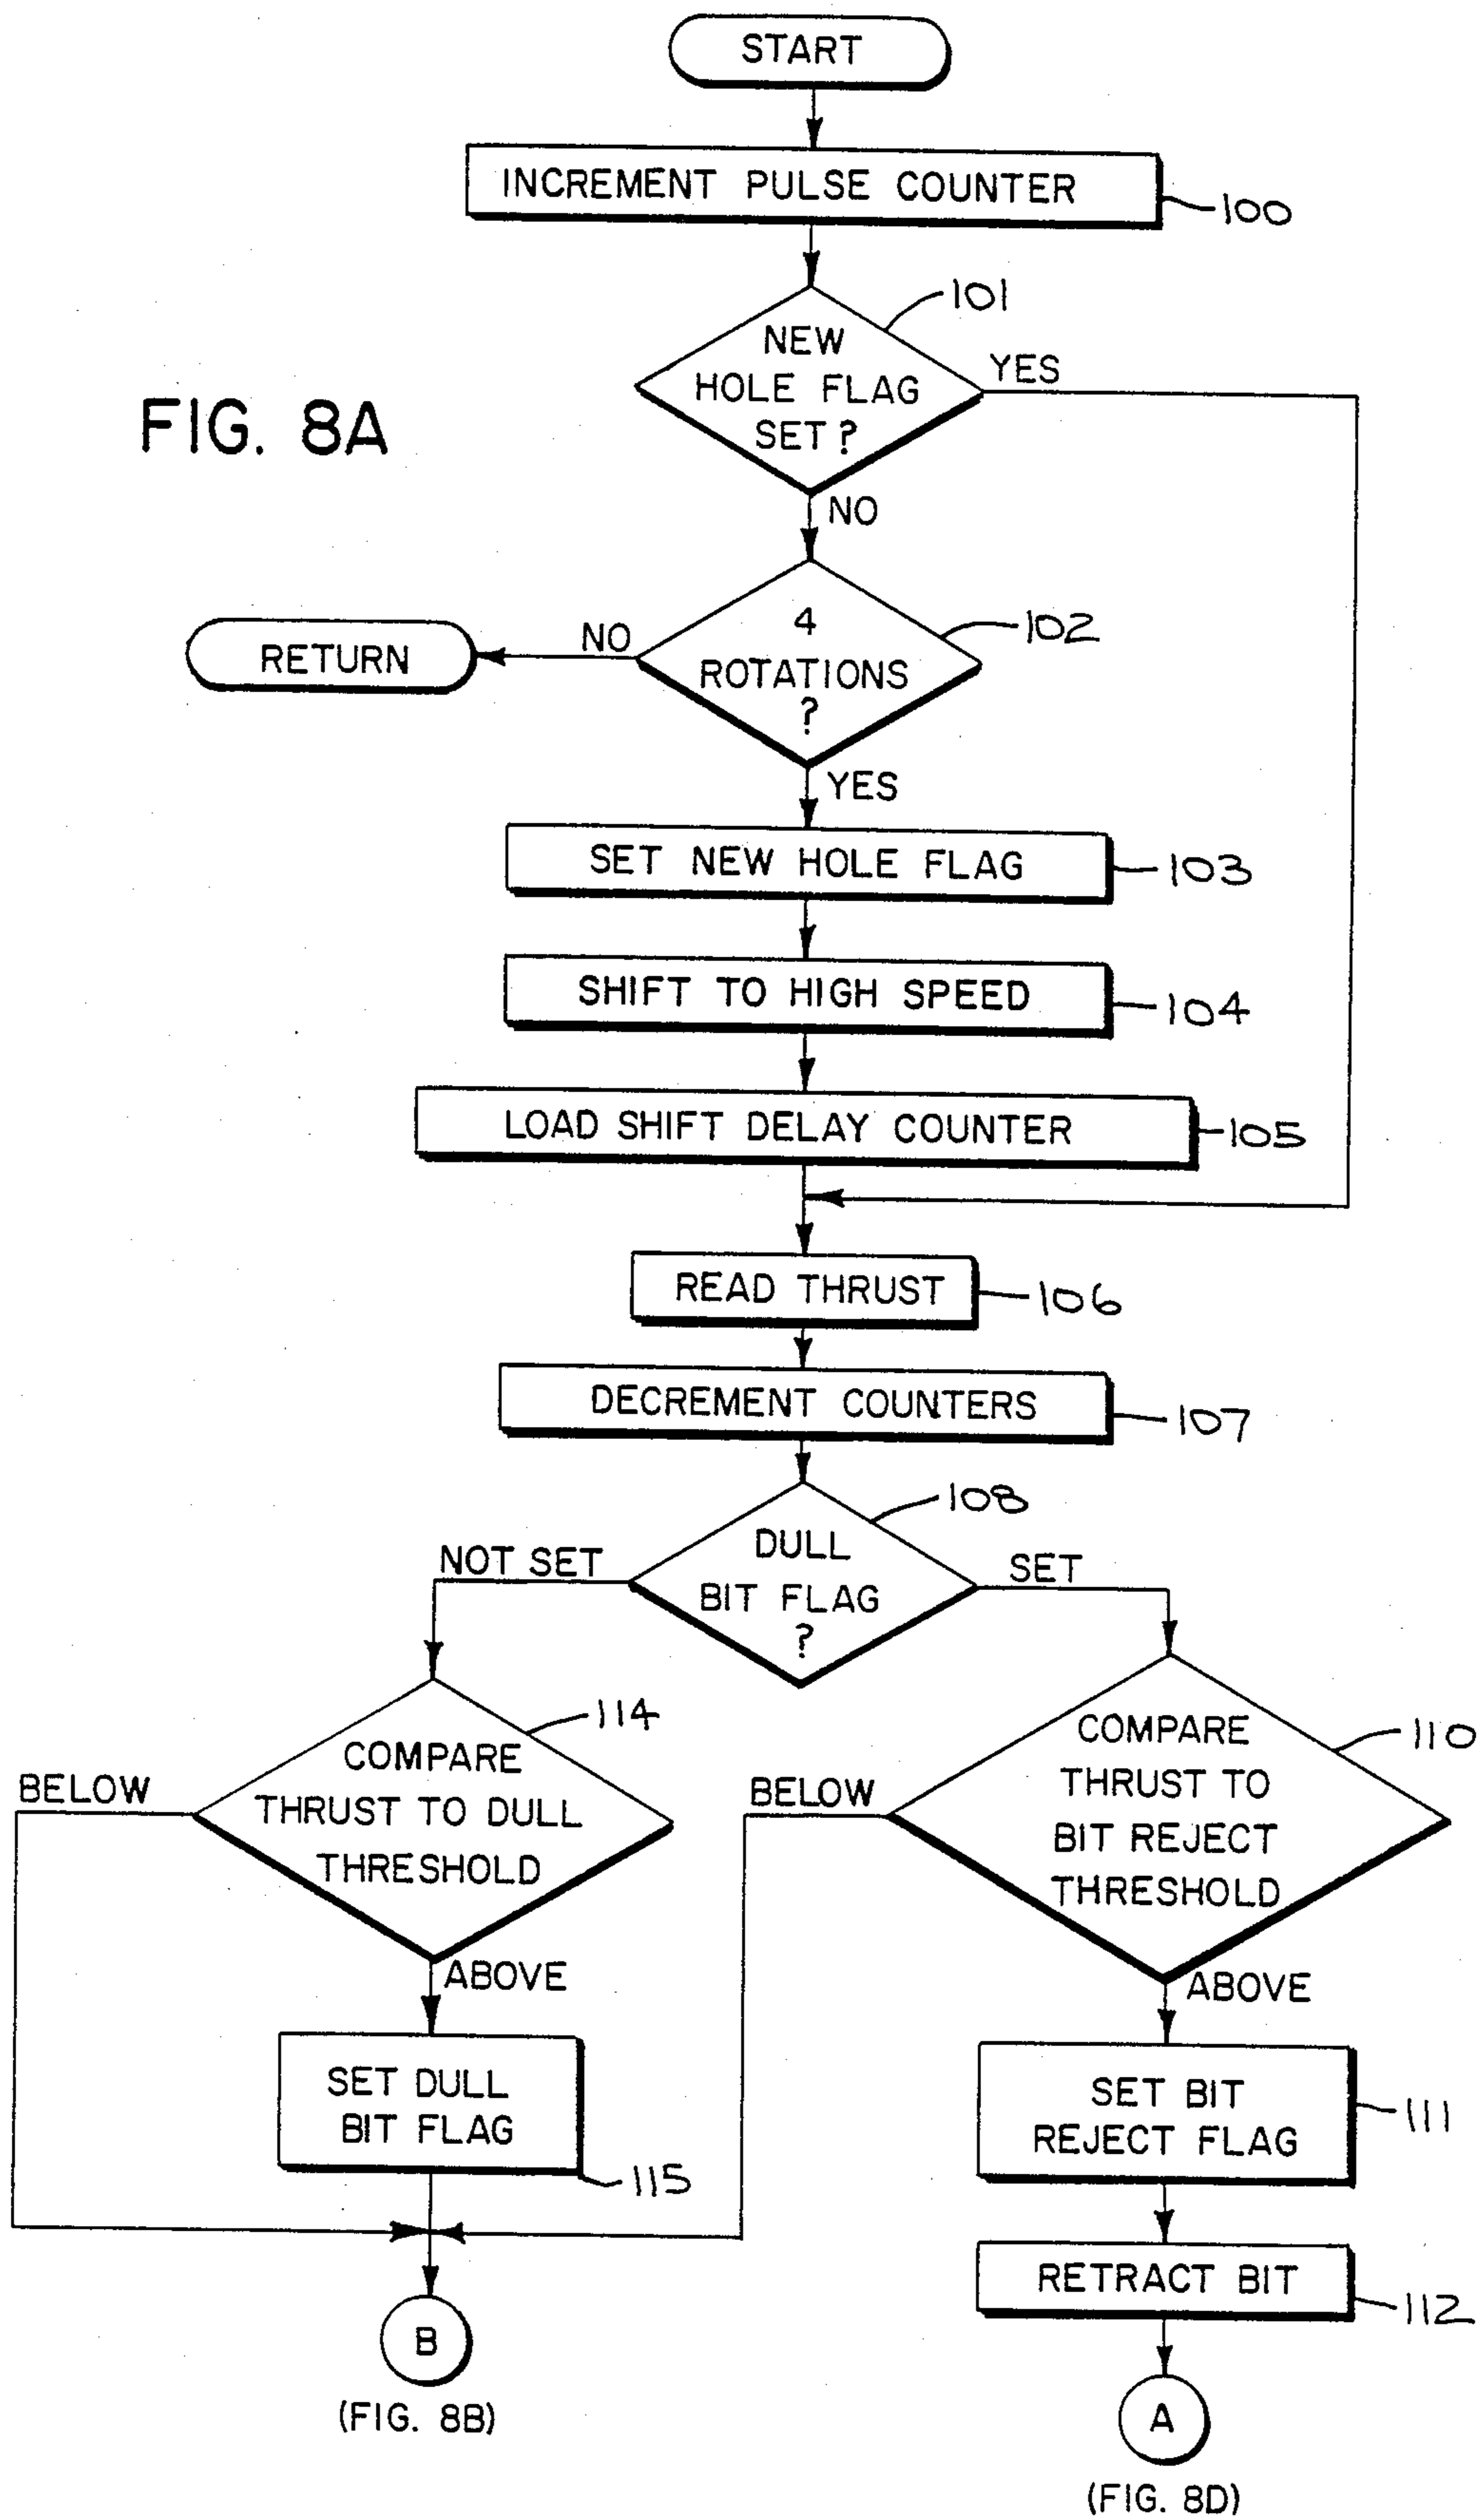 START
INCREMENT PULSE COUNTER
100
101
NEW
HOLE FLAG
SET?
YES
FIG. 8A
NO
102
4
ROTATIONS
?
NO
RETURN
YES
SET NEW HOLE FLAG
103
SHIFT TO HIGH SPEED
104
LOAD SHIFT DELAY COUNTER
105
READ THRUST
106
DECREMENT COUNTERS
107
108
DULL
BIT FLAG
?
NOT SET
SET
114
COMPARE
THRUST TO DULL
THRESHOLD
BELOW
110
COMPARE
THRUST TO
BIT REJECT
THRESHOLD
BELOW
ABOVE
ABOVE
SET DULL
BIT FLAG
115
SET BIT
REJECT FLAG
111
RETRACT BIT
112
B
(FIG. 8B)
A
(FIG. 8D)